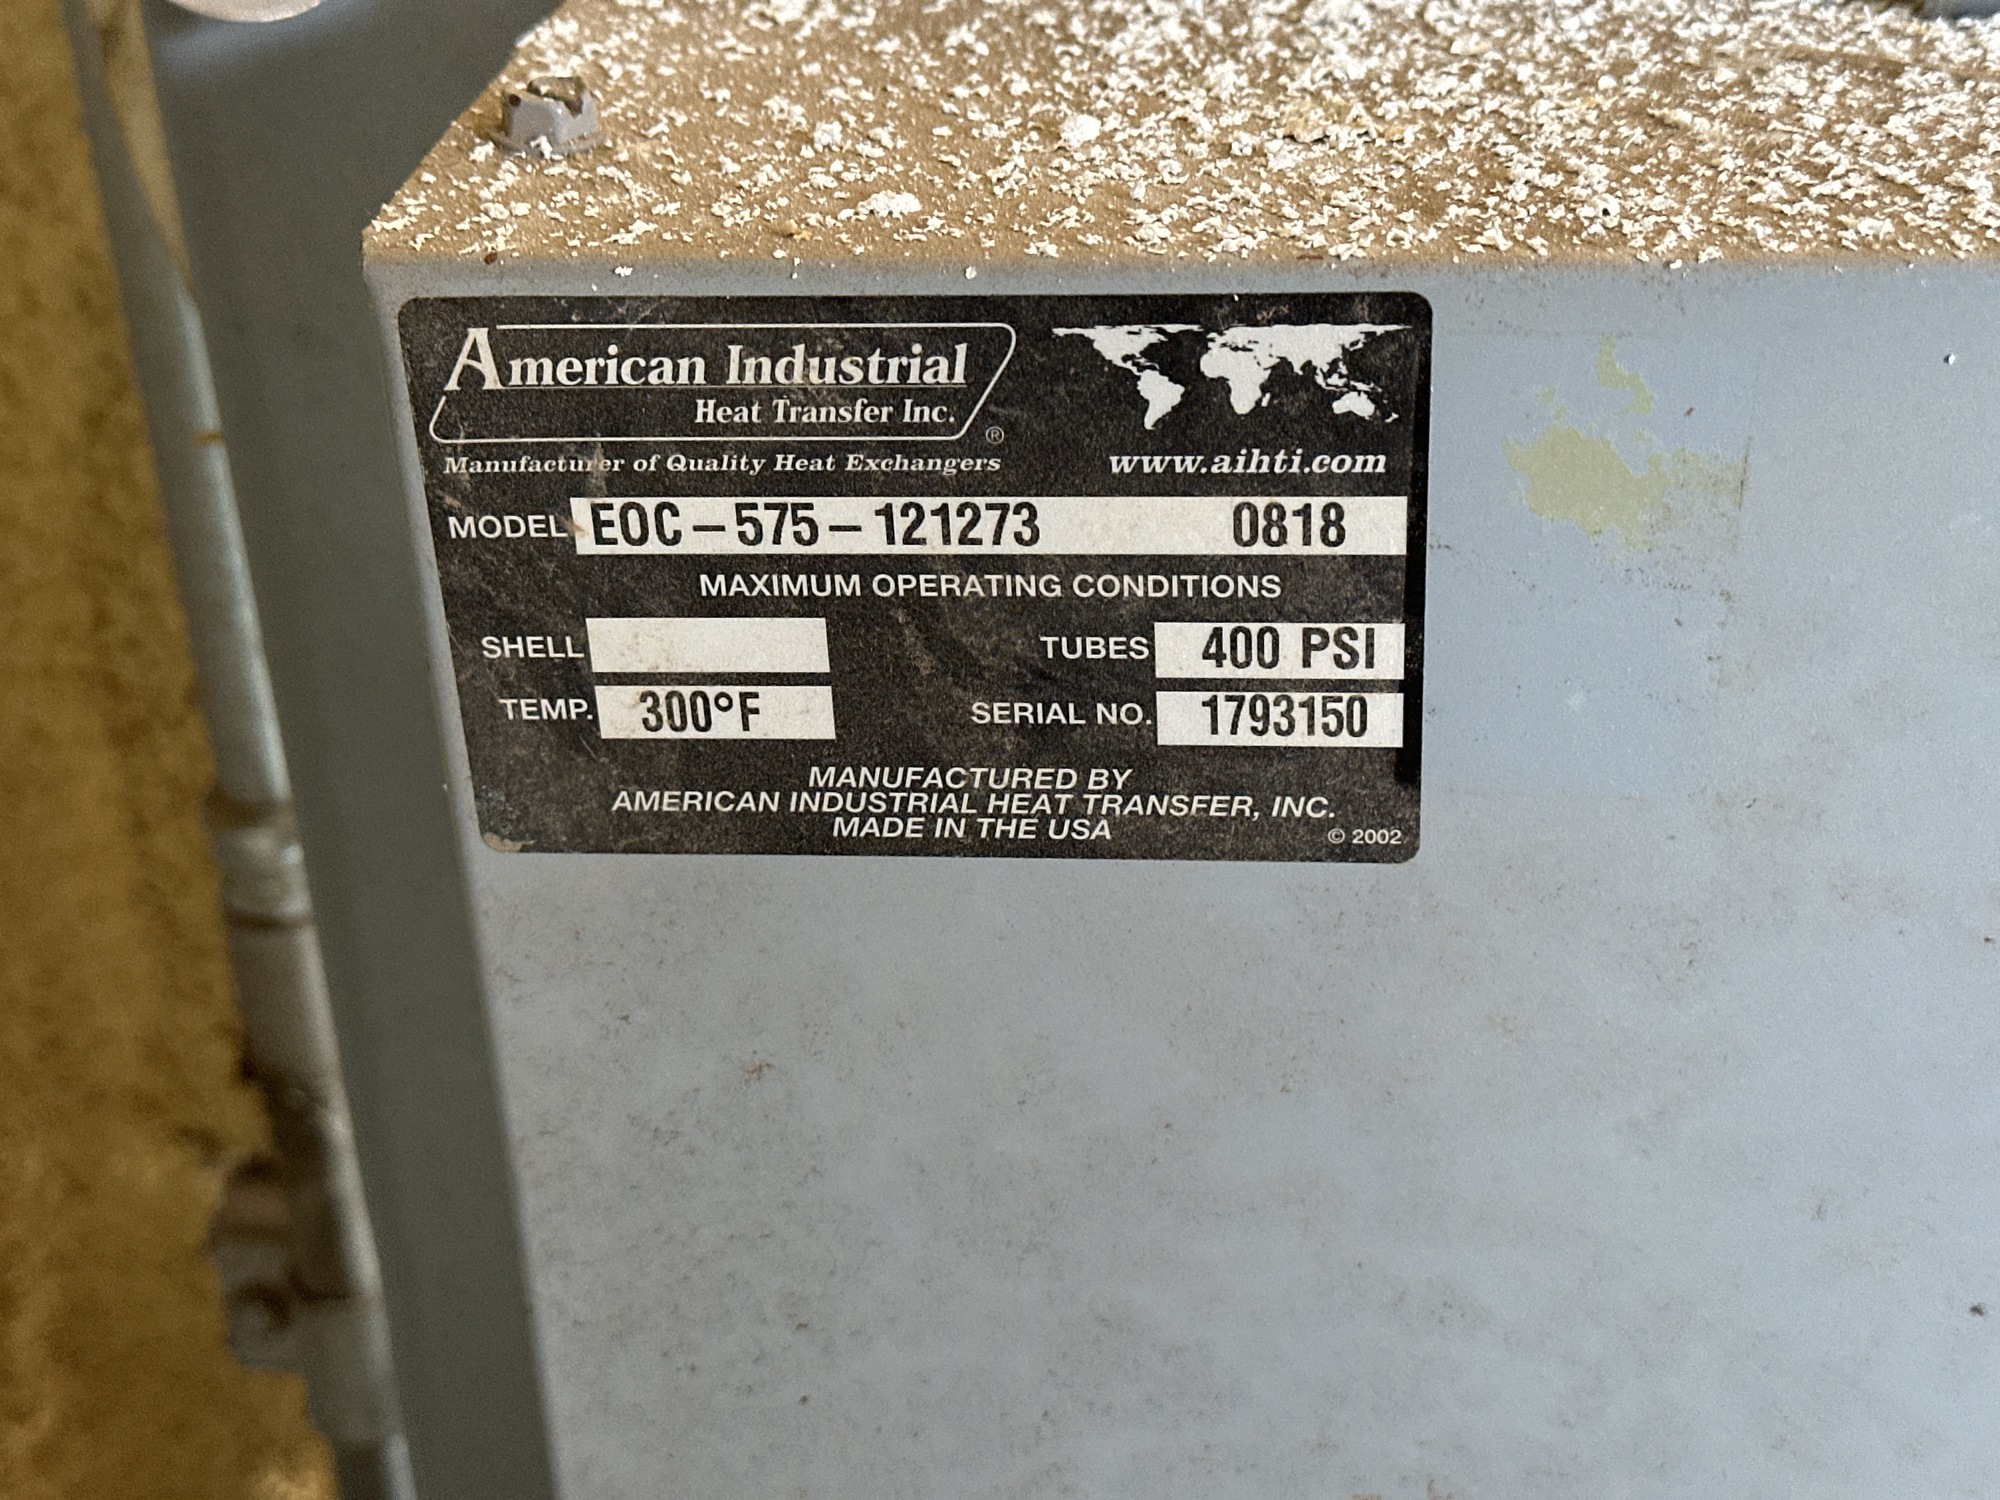 American Industrial
Heat Transfer Inc.
®
Manufacturer of Quality Heat Exchangers
www.aihti.com
MODEL EOC-575-121273 0818
MAXIMUM OPERATING CONDITIONS
SHELL TUBES 400 PSI
TEMP. 300°F SERIAL NO. 1793150
MANUFACTURED BY
AMERICAN INDUSTRIAL HEAT TRANSFER, INC.
MADE IN THE USA
© 2002